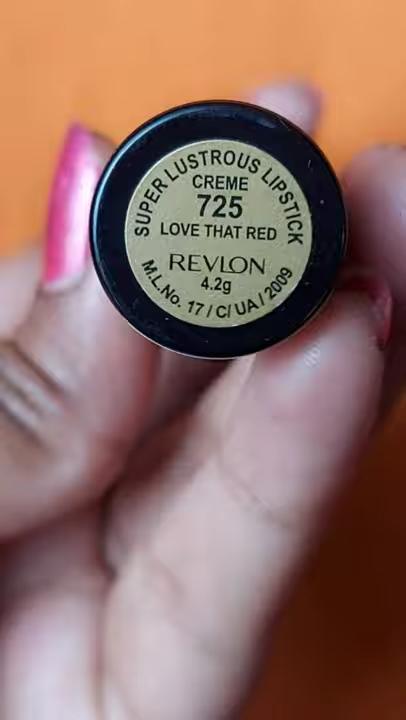 SUPER LUSTROUS LIPSTICK
CREME
725
LOVE THAT RED
REVLON
4.2g
M.L.No. 17 / C/ UA / 2009